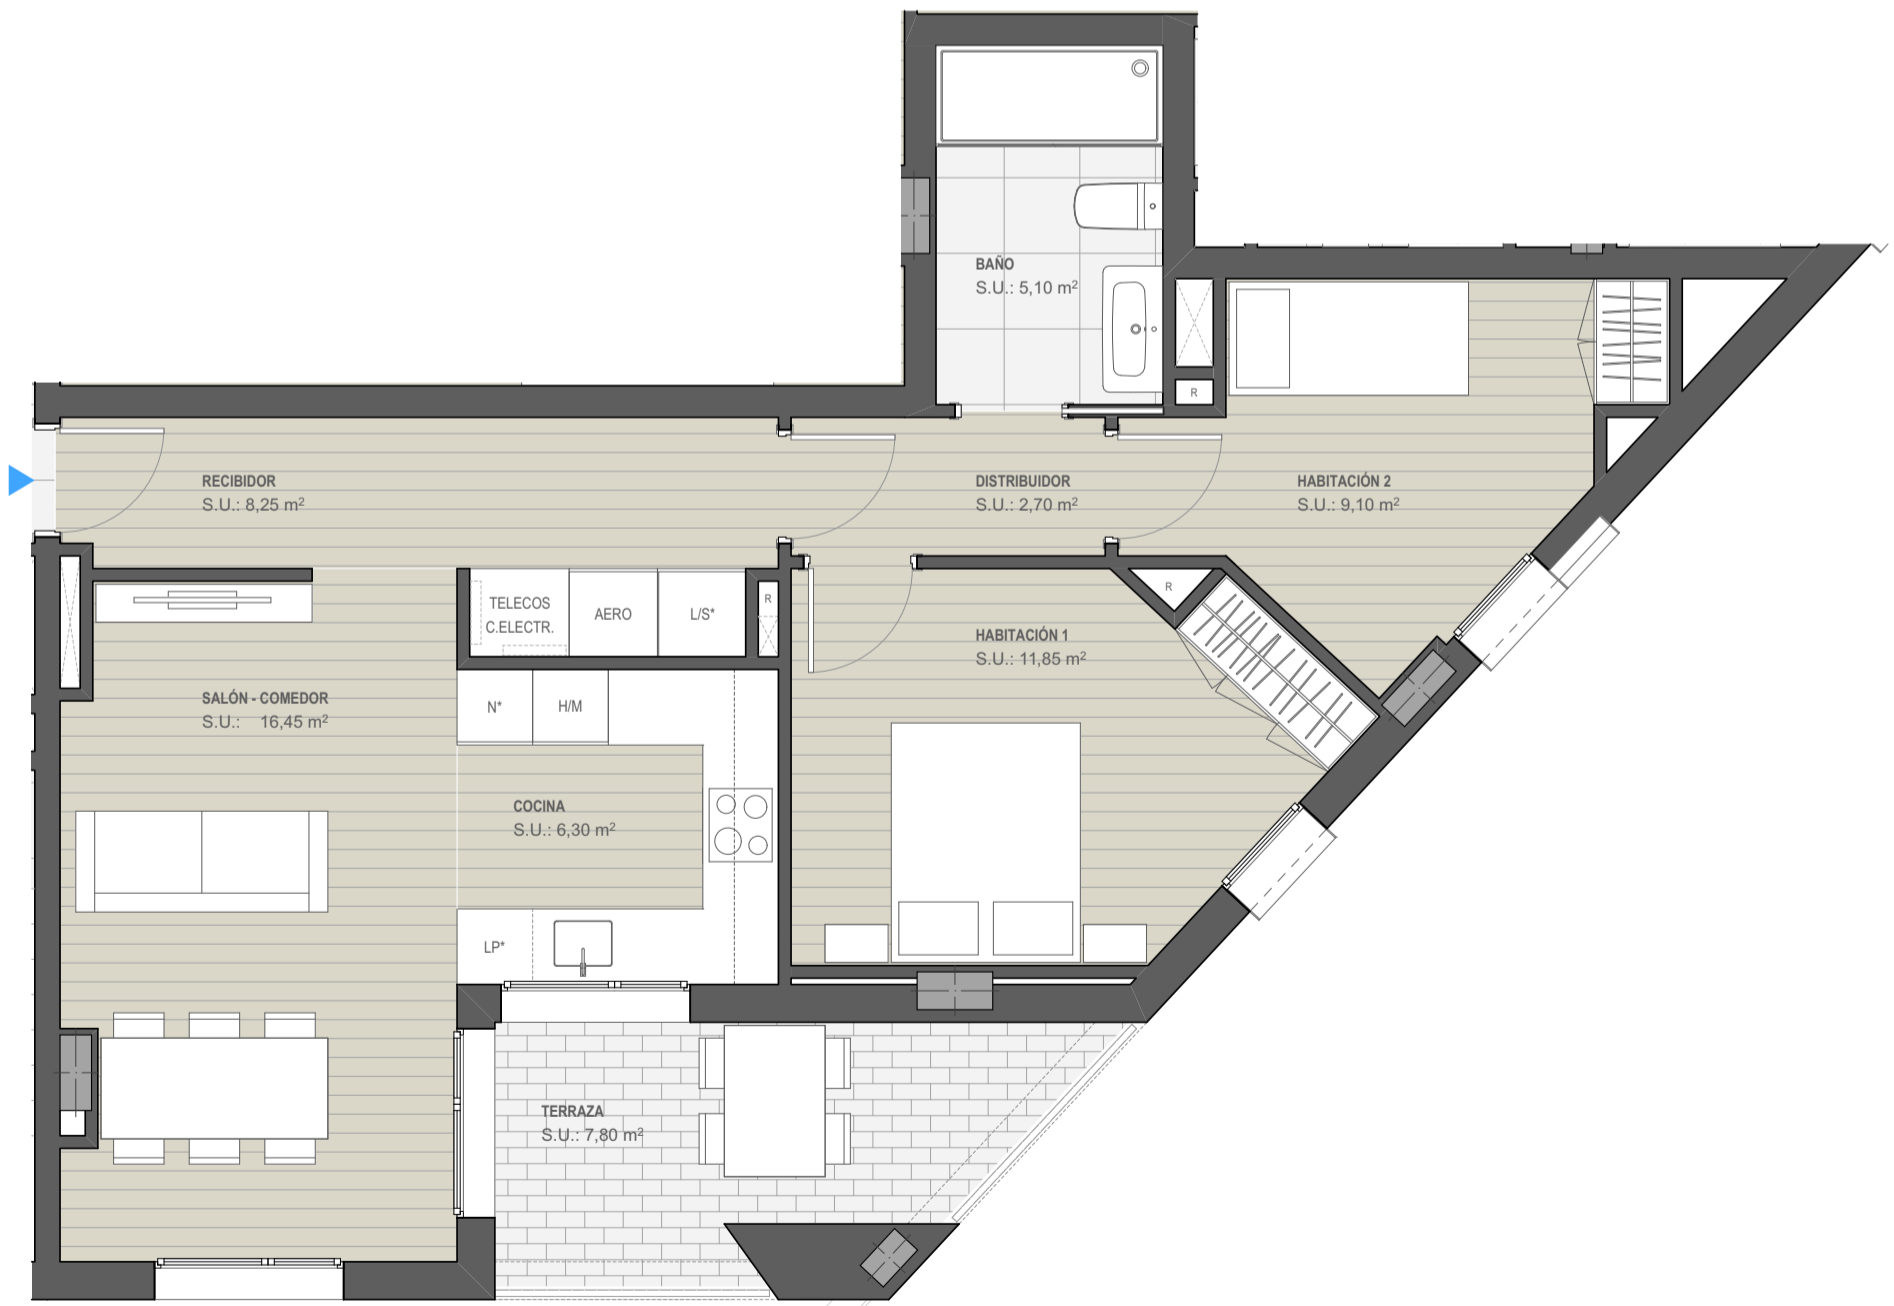 BAÑO
S.U.: 5,10 m²
R
RECIBIDOR
S.U.: 8,25 m²
DISTRIBUIDOR
S.U.: 2,70 m²
HABITACIÓN 2
S.U.: 9,10 m²
TELECOS
C.ELECTR.
AERO
L/S*
R
R
HABITACIÓN 1
S.U.: 11,85 m²
SALÓN - COMEDOR
S.U.: 16,45 m²
N*
H/M
COCINA
S.U.: 6,30 m²
LP*
TERRAZA
S.U.: 7,80 m²